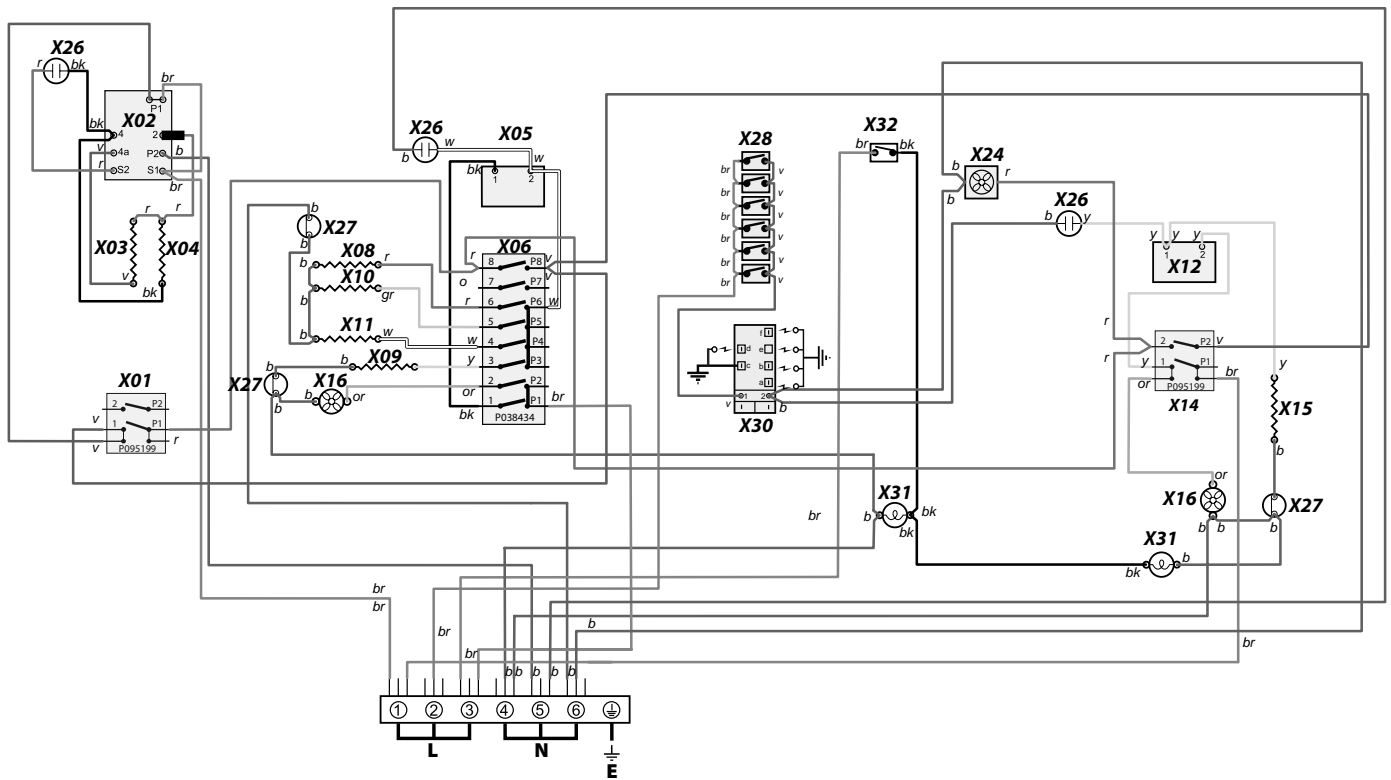 X26
r
bk
br
P1
X02
bk
4
2
v
4a
P2
b
r
S2
S1
br
r
r
X03
X04
v
bk
X01
2
P2
v
1
P1
v
r
P095199
X26
b
w
X05
w
bk
1
2
b
X27
b
X06
b
X08
r
r
8
P8
v
v
b
X10
gr
o
7
P7
r
6
P6
w
5
P5
b
X11
w
w
4
P4
b
X09
y
3
P3
X27
b
X16
or
or
2
P2
b
b
bk
1
P1
br
P038434
X28
br
v
br
v
br
v
br
v
br
v
br
v
f
d
e
c
b
a
1
2
v
b
X30
X32
br
bk
b
X24
r
b
X26
b
y
y
y
y
1
2
X12
r
2
P2
v
r
y
1
P1
or
br
P095199
X14
y
X15
b
or
X16
X27
b
b
b
X31
br
b
bk
bk
X31
bk
b
br
br
b
br
br
br
b
b
b
b
b
1
2
3
4
5
6
L
N
E